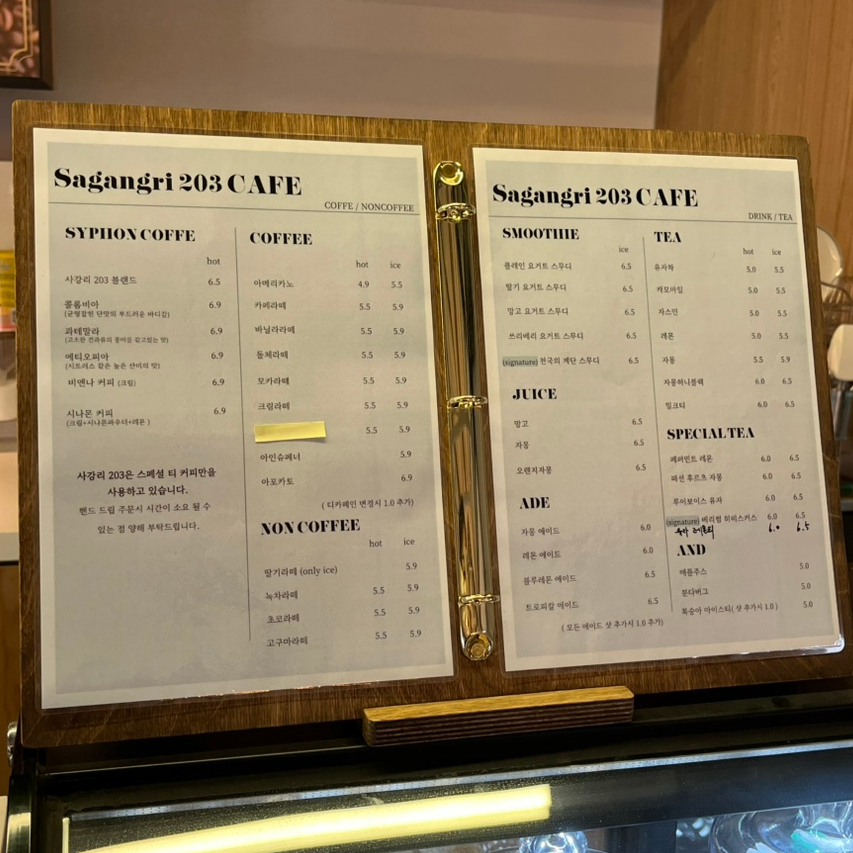 Sagangri 203 CAFE
COFFE / NONCOFFEE
SYPHON COFFE
hot
사강리 203 블랜드 6.5
콜롬비아 6.9
(균형잡힌 단맛의 부드러운 바디감)
과테말라 6.9
(고소한 견과류의 풍미를 갖고있는 맛)
에티오피아 6.9
(시트러스 같은 높은 산미의 맛)
비엔나 커피 (크림) 6.9
시나몬 커피 6.9
(크림+시나몬파우더+레몬 )
사강리 203은 스페셜 티 커피만을
사용하고 있습니다.
핸드 드립 주문시 시간이 소요 될 수
있는 점 양해 부탁드립니다.
COFFEE
hot ice
아메리카노 4.9 5.5
카페라떼 5.5 5.9
바닐라라떼 5.5 5.9
돌체라떼 5.5 5.9
모카라떼 5.5 5.9
크림라떼 5.5 5.9
5.5 5.9
아인슈페너 5.9
아포카토 6.9
( 디카페인 변경시 1.0 추가)
NON COFFEE
hot ice
딸기라떼 (only ice) 5.9
녹차라떼 5.5 5.9
초코라떼 5.5 5.9
고구마라떼 5.5 5.9
Sagangri 203 CAFE
DRINK / TEA
SMOOTHIE
ice
플레인 요거트 스무디 6.5
딸기 요거트 스무디 6.5
망고 요거트 스무디 6.5
쓰리베리 요거트 스무디 6.5
(signature) 천국의 계단 스무디 6.5
JUICE
망고 6.5
자몽 6.5
오렌지자몽 6.5
ADE
자몽 에이드 6.0
레몬 에이드 6.0
블루레몬 에이드 6.5
트로피칼 에이드 6.5
( 모든 에이드 샷 추가시 1.0 추가)
TEA
hot ice
유자차 5.0 5.5
캐모마일 5.0 5.5
자스민 5.0 5.5
레몬 5.0 5.5
자몽 5.5 5.9
자몽허니블랙 6.0 6.5
밀크티 6.0 6.5
SPECIAL TEA
페퍼민트 레몬 6.0 6.5
패션 후르츠 자몽 6.0 6.5
루이보이스 유자 6.0 6.5
(signature) 베리썸 히비스커스 6.0 6.5
6.0 6.5
AND
애플주스 5.0
분다버그 5.0
복숭아 아이스티( 샷 추가시 1.0 ) 5.0